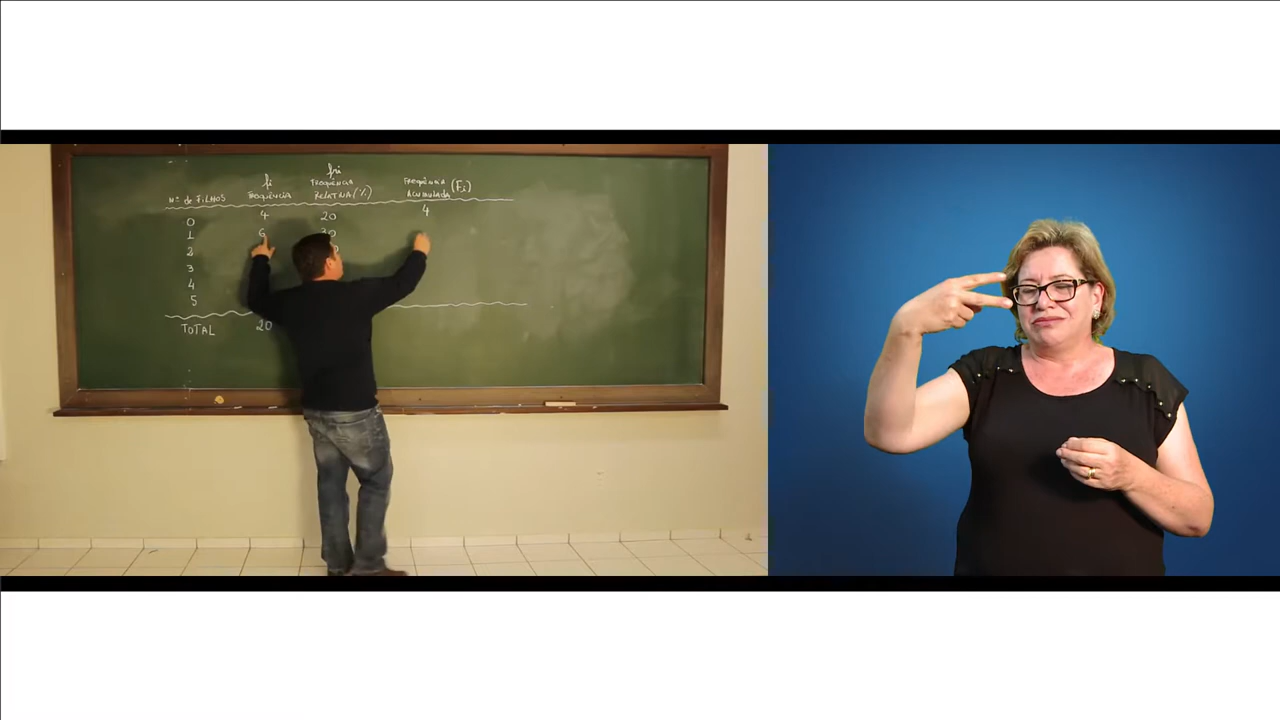 fi fri
Frequência Frequência (Fi)
Nº de FILHOS Frequência RELATIVA (%) Acumulada
0 4 20 4
1 6 30
2
3
4
5
TOTAL 20